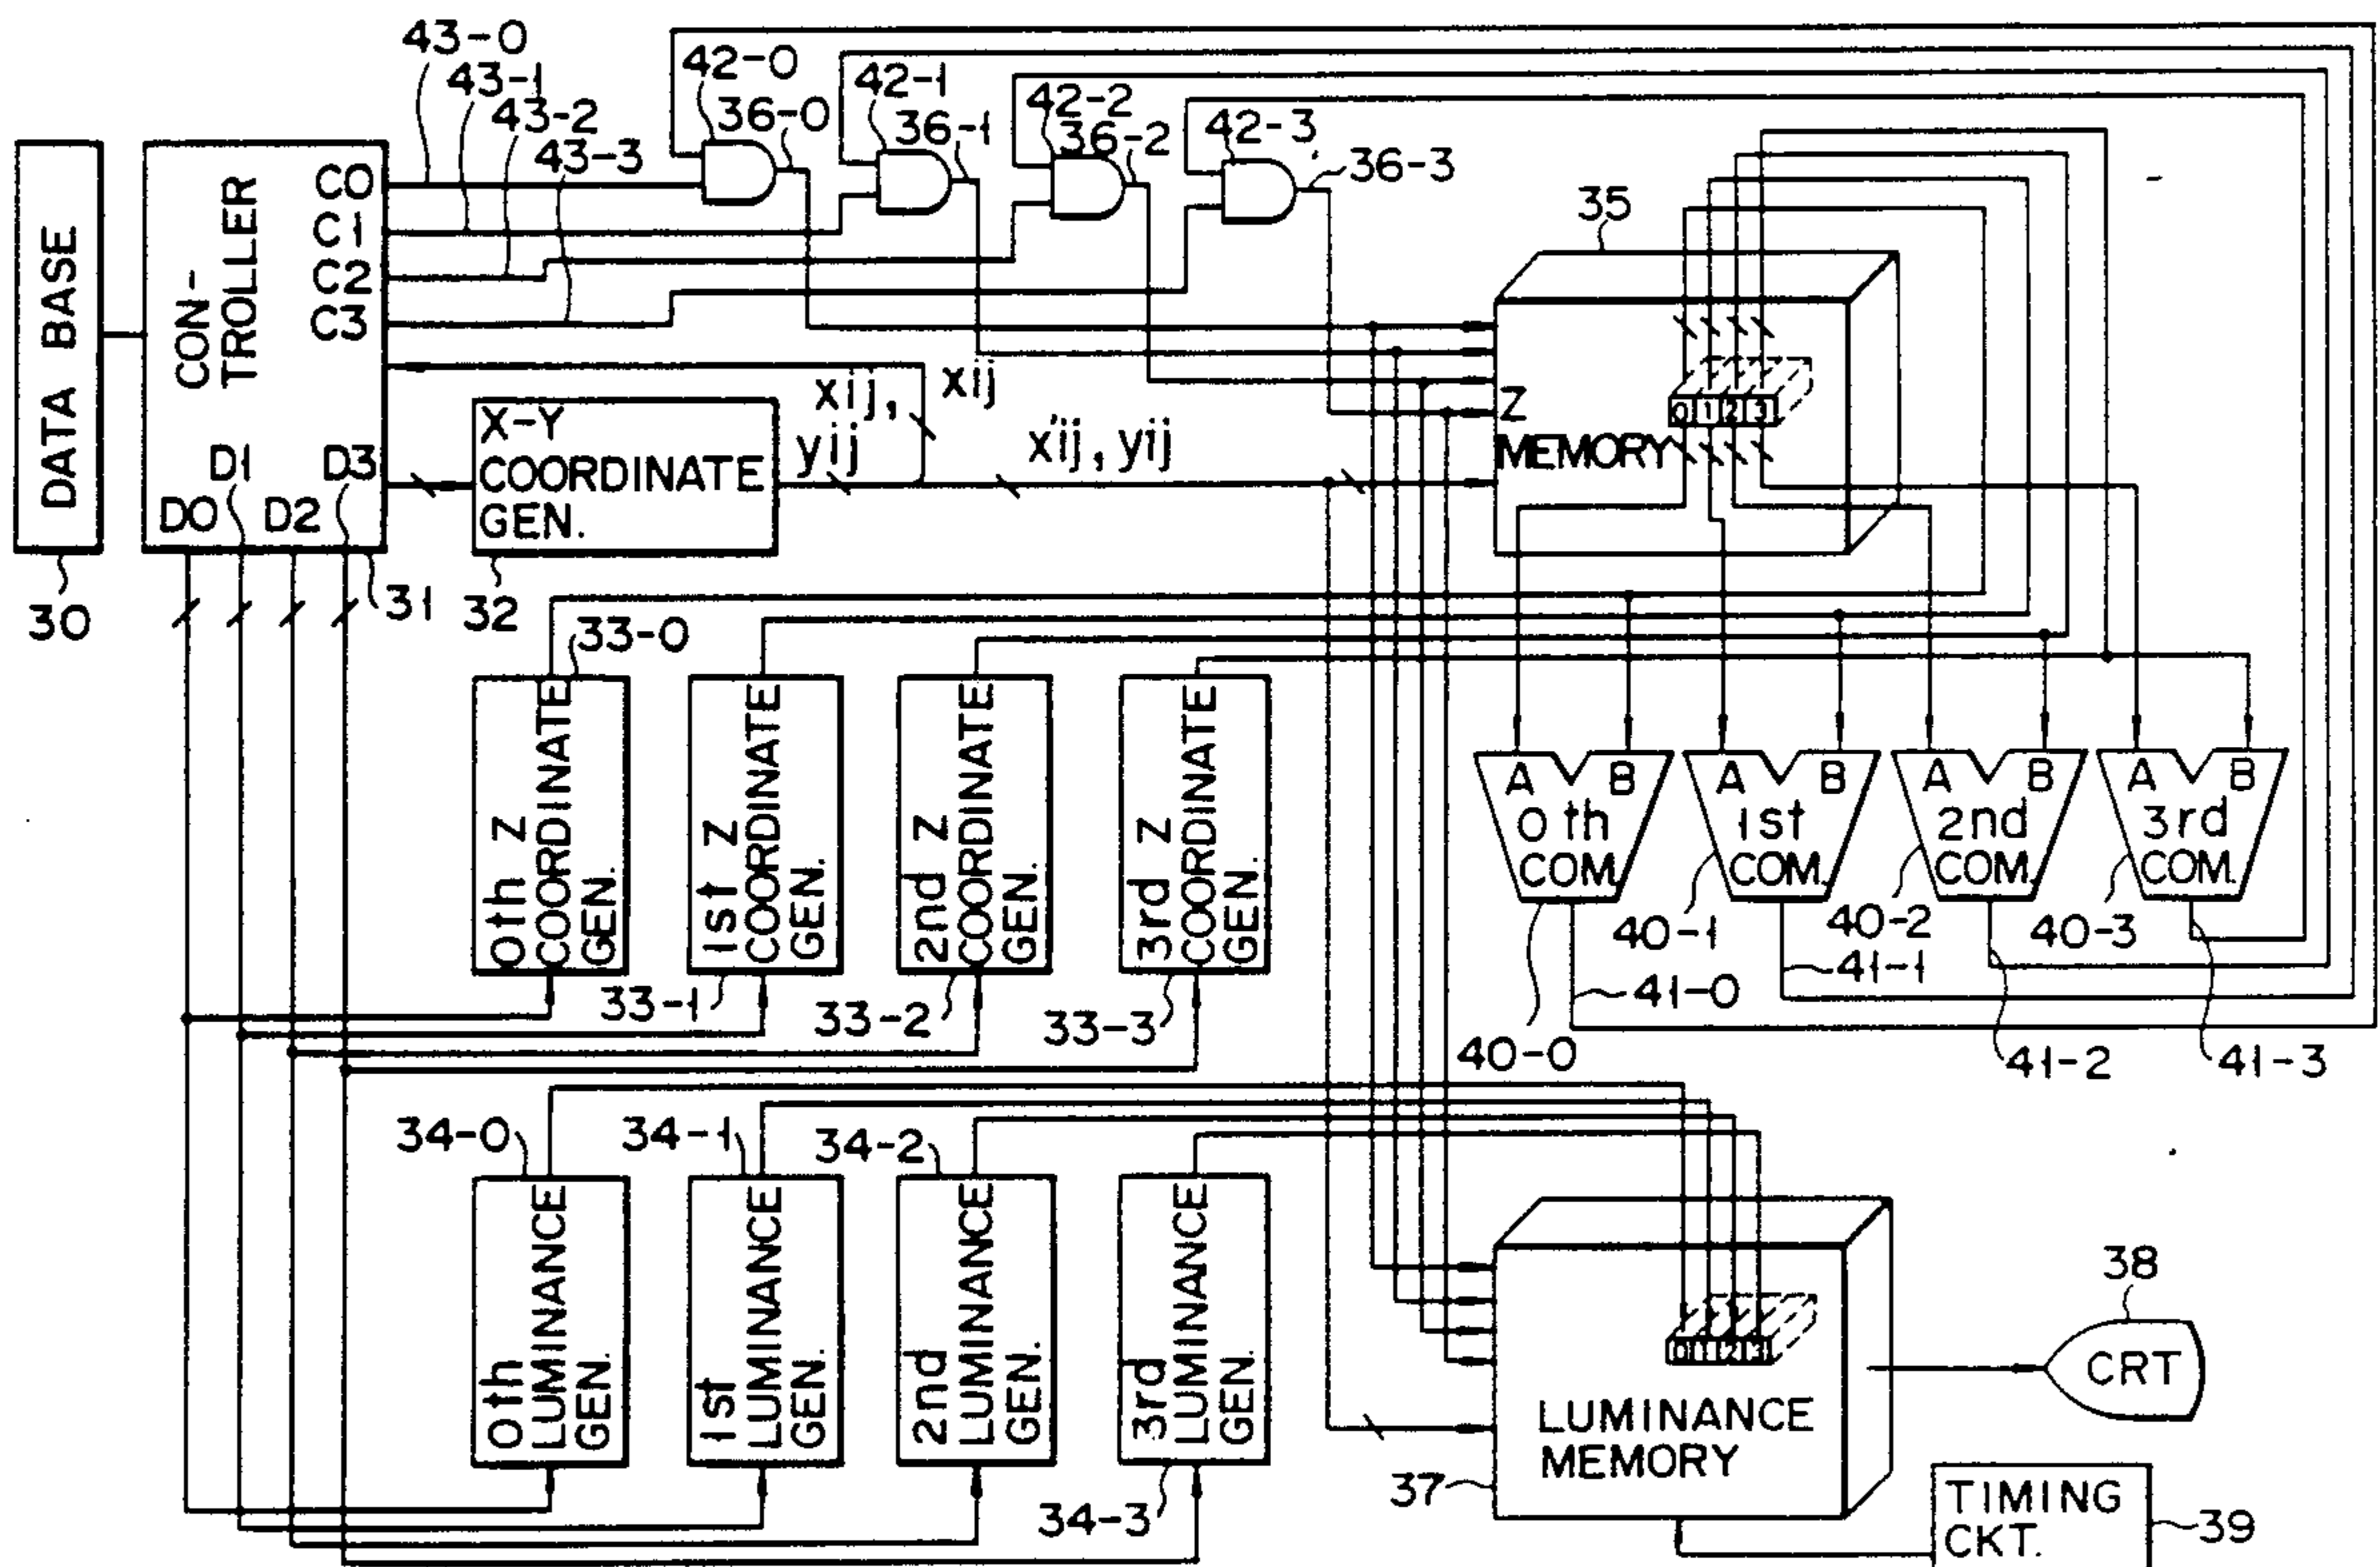 43-0
43-1
43-2
43-3
42-0
36-0
42-1
36-1
42-2
36-2
42-3
36-3
DATA BASE
30
CON-
TROLLER
C0
C1
C2
C3
D0
D1
D2
D3
31
X-Y
COORDINATE
GEN.
32
xij,
yij
xij
x'ij, yij
35
Z
MEMORY
0 1 2 3
33-0
0th Z
COORDINATE
GEN.
33-1
1st Z
COORDINATE
GEN.
33-2
2nd Z
COORDINATE
GEN.
33-3
3rd Z
COORDINATE
GEN.
A B
0th
COM.
A B
1st
COM.
A B
2nd
COM.
A B
3rd
COM.
40-0
40-1
40-2
40-3
41-0
41-1
41-2
41-3
34-0
0th
LUMINANCE
GEN.
34-1
1st
LUMINANCE
GEN.
34-2
2nd
LUMINANCE
GEN.
34-3
3rd
LUMINANCE
GEN.
0 1 2 3
LUMINANCE
MEMORY
37
38
CRT
TIMING
CKT.
39